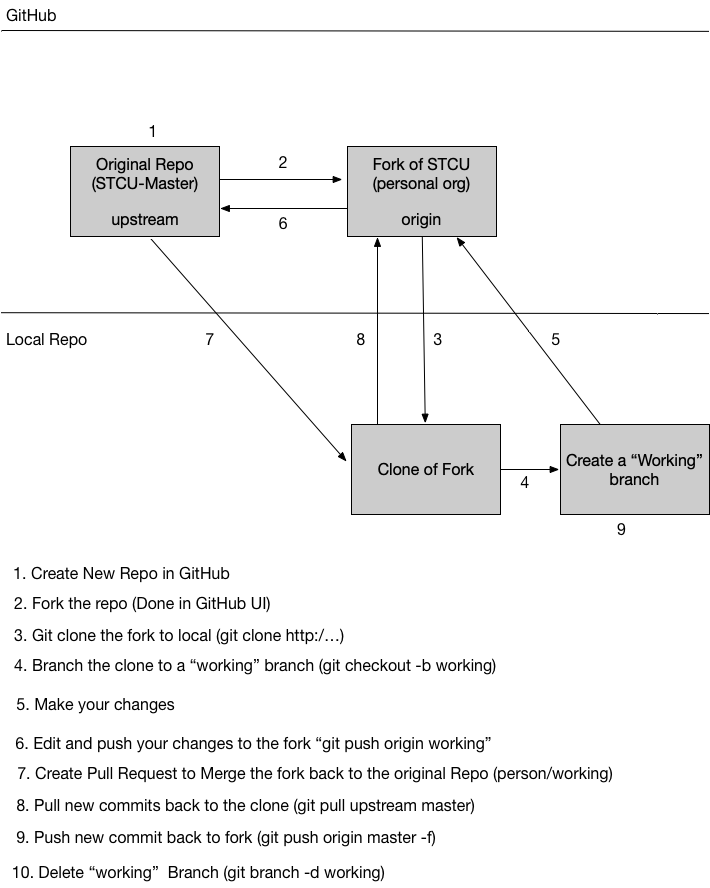 GitHub
1
Original Repo
(STCU-Master)
upstream
2
6
Fork of STCU
(personal org)
origin
Local Repo
7
8
3
5
Clone of Fork
4
Create a “Working”
branch
9
1. Create New Repo in GitHub
2. Fork the repo (Done in GitHub UI)
3. Git clone the fork to local (git clone http:/…)
4. Branch the clone to a “working” branch (git checkout -b working)
5. Make your changes
6. Edit and push your changes to the fork “git push origin working”
7. Create Pull Request to Merge the fork back to the original Repo (person/working)
8. Pull new commits back to the clone (git pull upstream master)
9. Push new commit back to fork (git push origin master -f)
10. Delete “working”  Branch (git branch -d working)